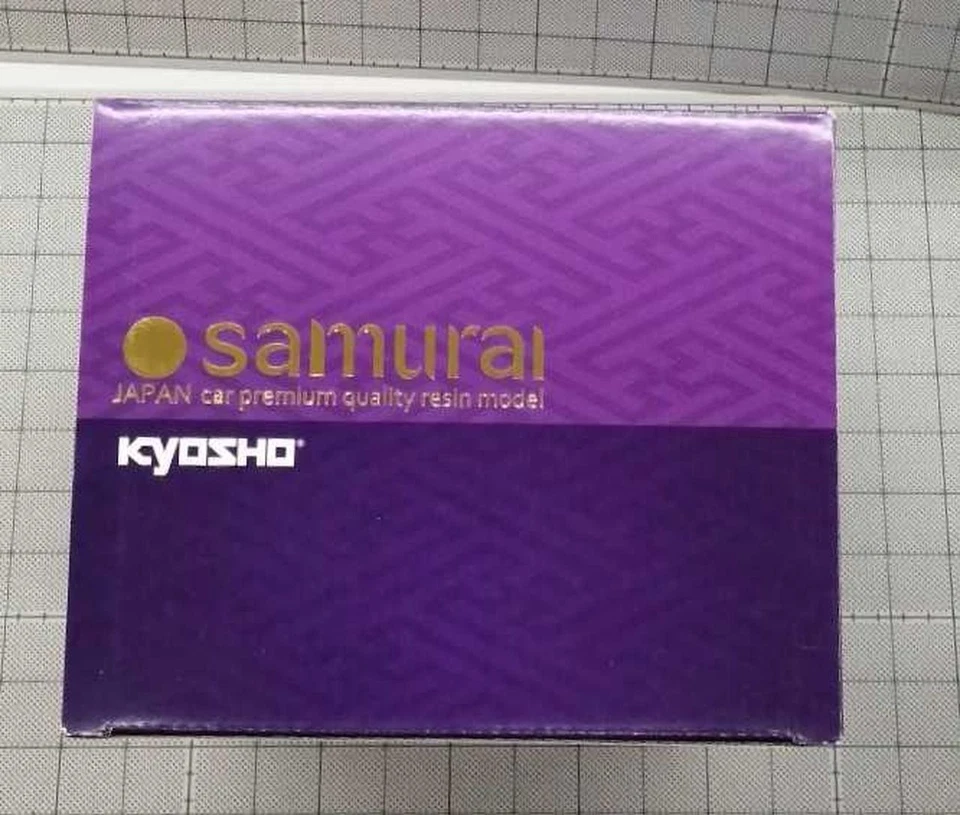 samurai
JAPAN car premium quality resin model
KYOSHO®